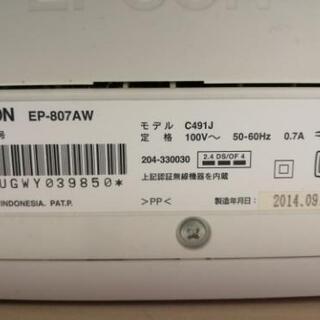 ON EP-807AW
号
UGWY039850*
INDONESIA. PAT.P.
モデル C491J
定格 100V～ 50-60Hz 0.7A
204-330030 2.4 DS/OF 4
上記認証無線機器を内蔵
>PP<
製造年月日: 2014.09